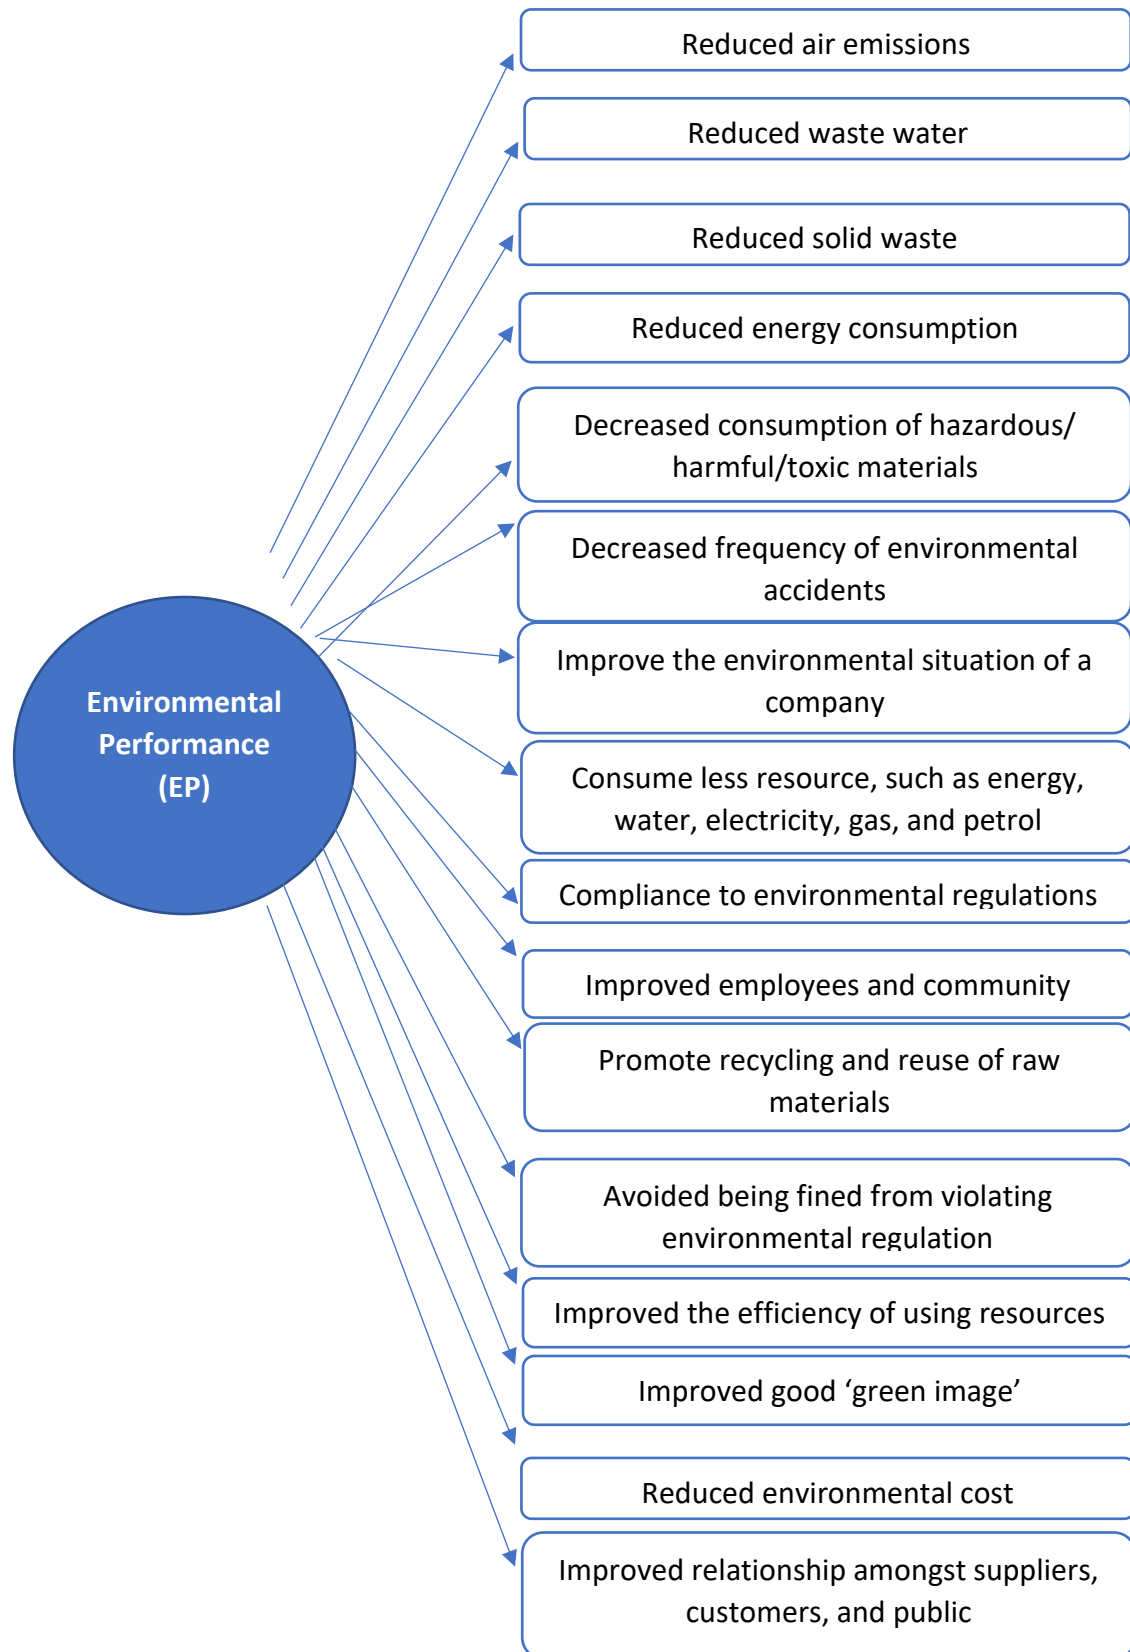 Reduced air emissions
Reduced waste water
Reduced solid waste
Reduced energy consumption
Decreased consumption of hazardous/
harmful/toxic materials
Decreased frequency of environmental
accidents
Improve the environmental situation of a
company
Environmental
Performance
(EP)
Consume less resource, such as energy,
water, electricity, gas, and petrol
Compliance to environmental regulations
Improved employees and community
Promote recycling and reuse of raw
materials
Avoided being fined from violating
environmental regulation
Improved the efficiency of using resources
Improved good ‘green image’
Reduced environmental cost
Improved relationship amongst suppliers,
customers, and public